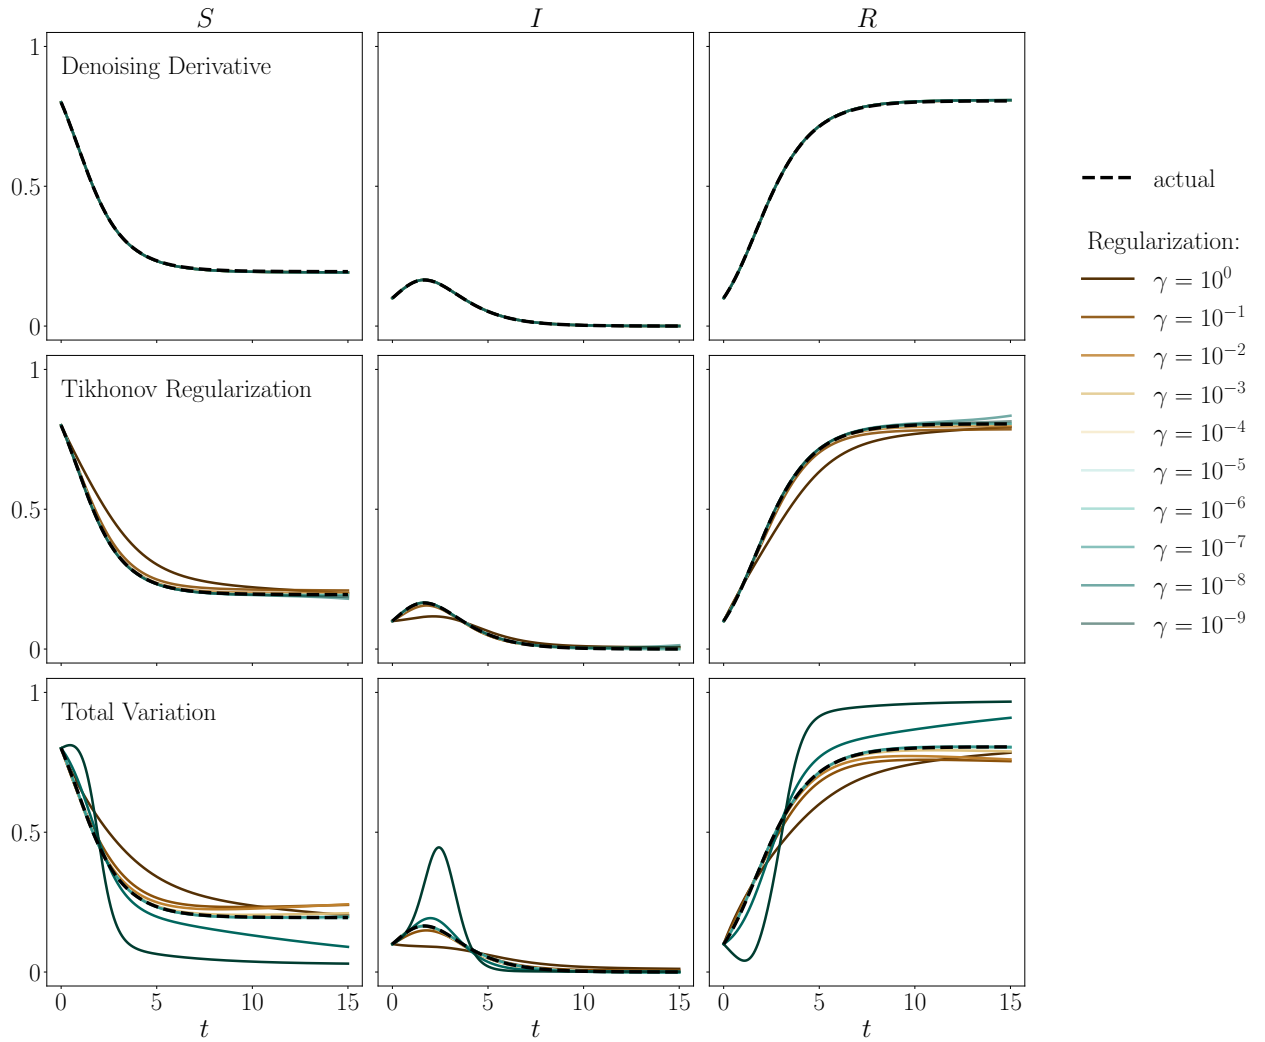 S I R
1
Denoising Derivative
0.5
0
1
Tikhonov Regularization
0.5
0
1
Total Variation
0.5
0
0 5 10 15 0 5 10 15 0 5 10 15
t t t
actual
Regularization:
γ = 10⁰
γ = 10⁻¹
γ = 10⁻²
γ = 10⁻³
γ = 10⁻⁴
γ = 10⁻⁵
γ = 10⁻⁶
γ = 10⁻⁷
γ = 10⁻⁸
γ = 10⁻⁹